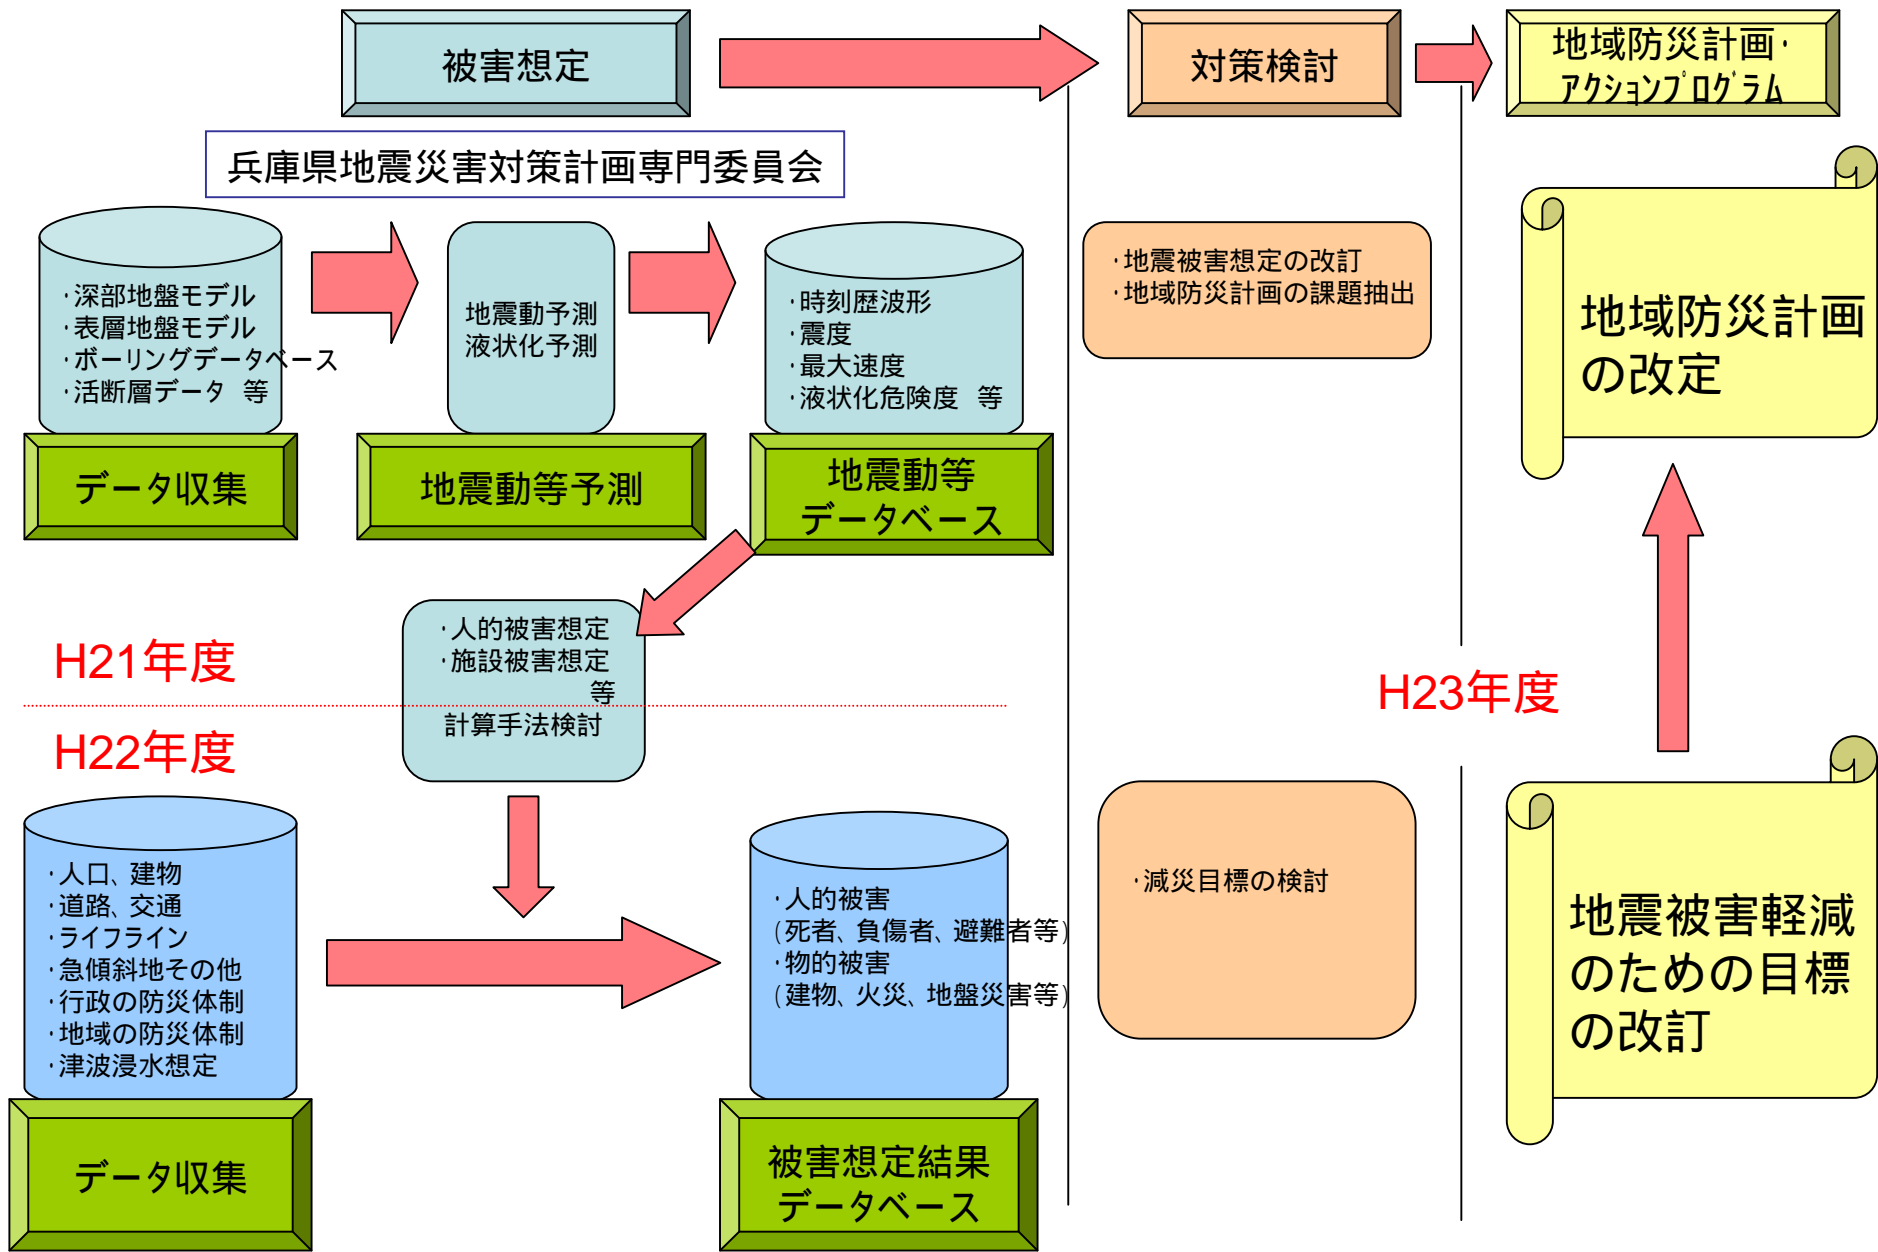 被害想定
対策検討
地域防災計画・
ｱｸｼｮﾝﾌﾟﾛｸﾞﾗﾑ
兵庫県地震災害対策計画専門委員会
・深部地盤モデル
・表層地盤モデル
・ボーリングデータベース
・活断層データ 等
データ収集
地震動予測
液状化予測
地震動等予測
・時刻歴波形
・震度
・最大速度
・液状化危険度 等
地震動等
データベース
・地震被害想定の改訂
・地域防災計画の課題抽出
地域防災計画
の改定
・人的被害想定
・施設被害想定
等
計算手法検討
H21年度
H22年度
H23年度
・人口、建物
・道路、交通
・ライフライン
・急傾斜地その他
・行政の防災体制
・地域の防災体制
・津波浸水想定
データ収集
・人的被害
(死者、負傷者、避難者等)
・物的被害
(建物、火災、地盤災害等)
被害想定結果
データベース
・減災目標の検討
地震被害軽減
のための目標
の改訂